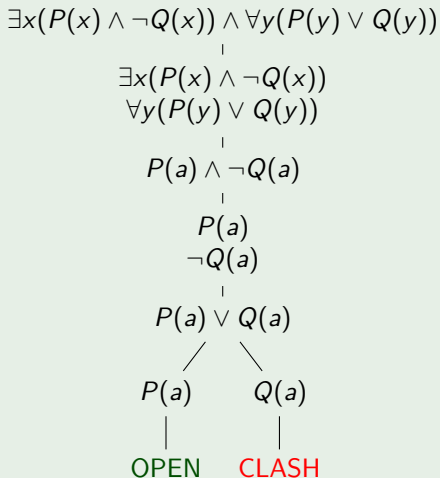 ∃x(P(x) ∧ ¬Q(x)) ∧ ∀y(P(y) ∨ Q(y))
∃x(P(x) ∧ ¬Q(x))
∀y(P(y) ∨ Q(y))
P(a) ∧ ¬Q(a)
P(a)
¬Q(a)
P(a) ∨ Q(a)
P(a) Q(a)
OPEN CLASH